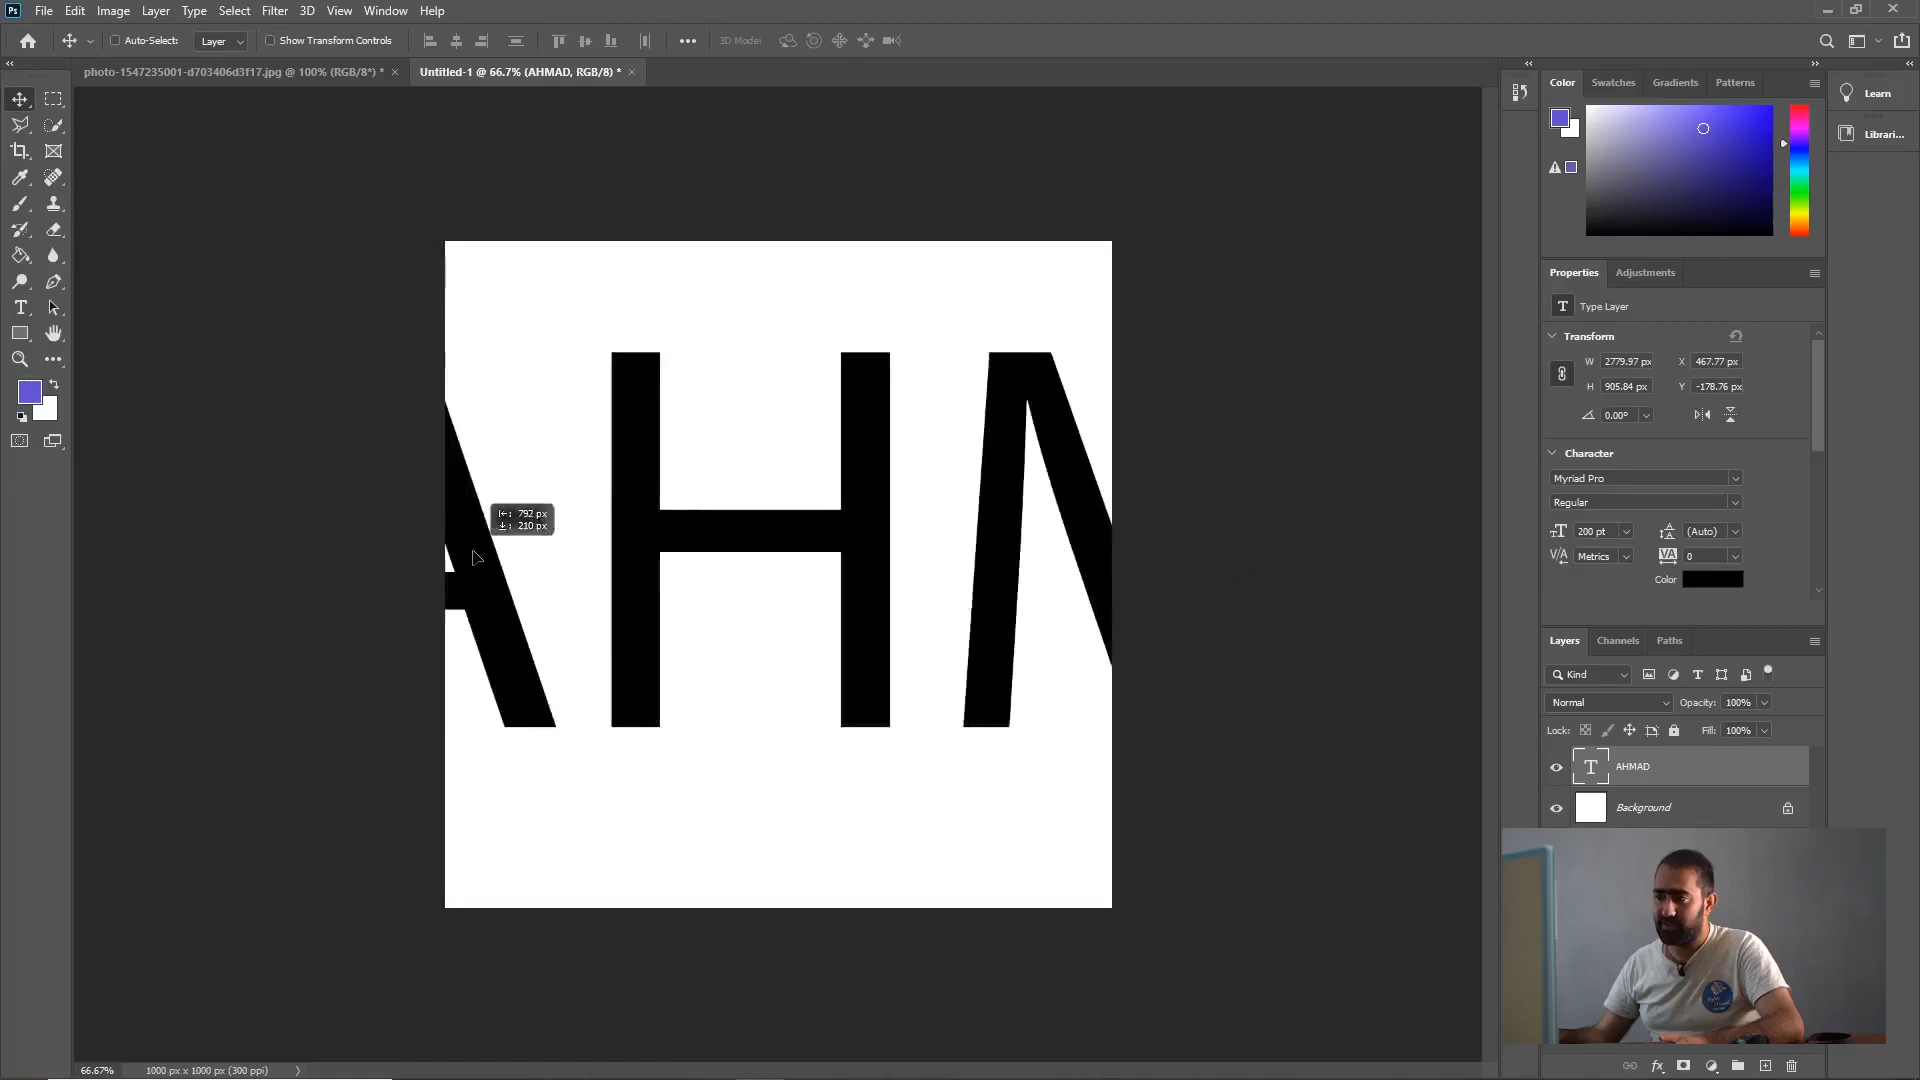 Ps File Edit Image Layer Type Select Filter 3D View Window Help
Auto-Select: Layer Show Transform Controls 3D Mode:
photo-1547235001-d703406d3f17.jpg @ 100% (RGB/8*) * Untitled-1 @ 66.7% (AHMAD, RGB/8) *
Color Swatches Gradients Patterns
Learn
Librari...
Properties Adjustments
T Type Layer
Transform
W 2779.97 px X 467.77 px
H 905.84 px Y -178.76 px
0.00°
Character
Myriad Pro
Regular
200 pt (Auto)
Metrics 0
Color
AHM
792 px
210 px
Layers Channels Paths
Kind
Normal Opacity: 100%
Lock: Fill: 100%
T AHMAD
Background
fx
66.67% 1000 px x 1000 px (300 ppi)